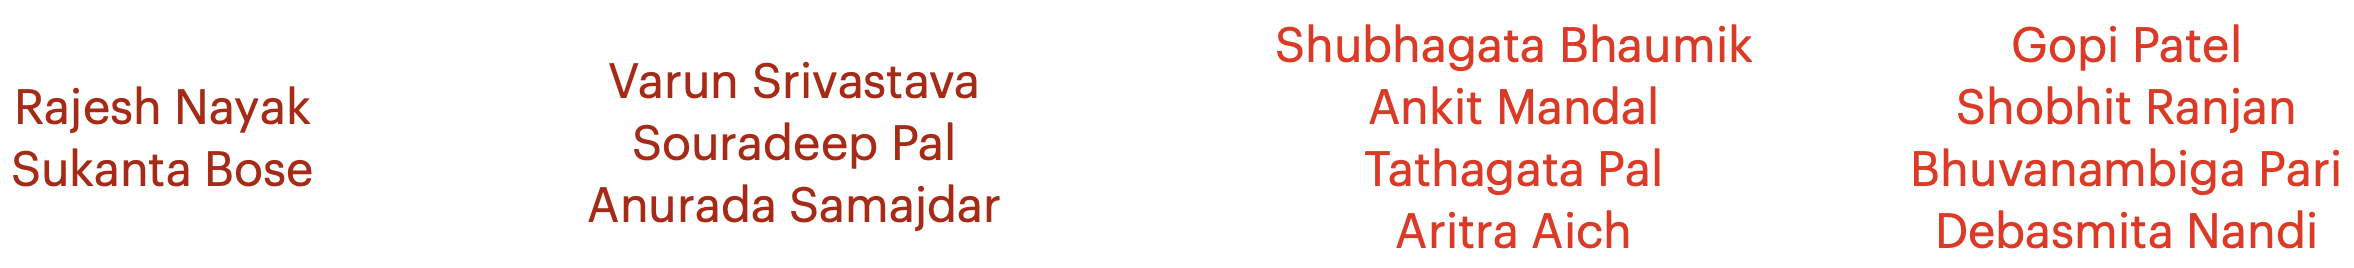 Rajesh Nayak
Sukanta Bose
Varun Srivastava
Souradeep Pal
Anurada Samajdar
Shubhagata Bhaumik
Ankit Mandal
Tathagata Pal
Aritra Aich
Gopi Patel
Shobhit Ranjan
Bhuvanambiga Pari
Debasmita Nandi